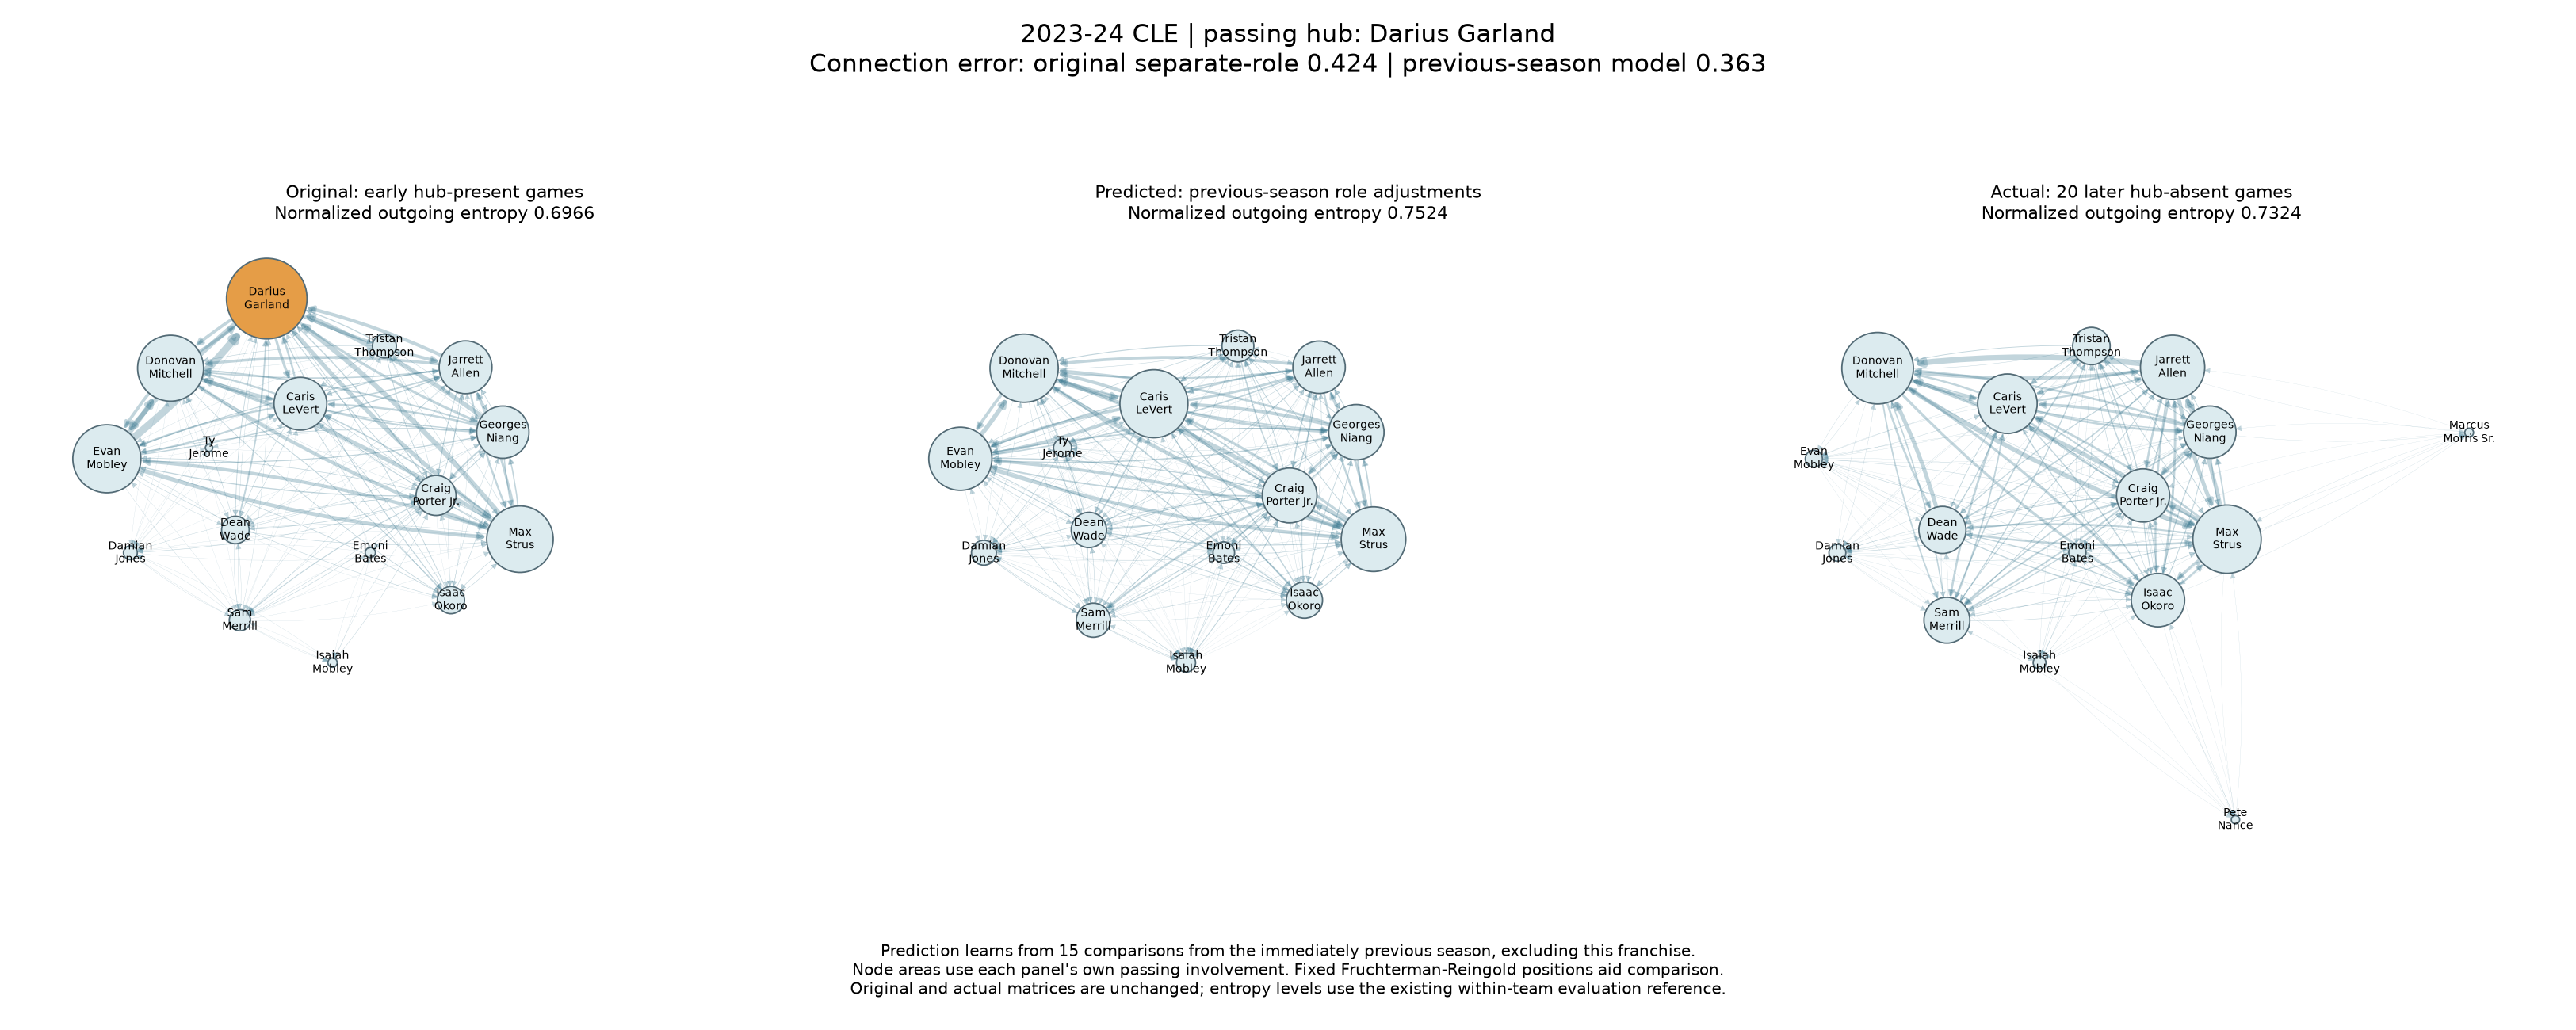 2023-24 CLE | passing hub: Darius Garland
Connection error: original separate-role 0.424 | previous-season model 0.363
Original: early hub-present games
Normalized outgoing entropy 0.6966
Darius
Garland
Tristan
Thompson
Donovan
Mitchell
Jarrett
Allen
Caris
LeVert
Georges
Niang
Ty
Jerome
Evan
Mobley
Craig
Porter Jr.
Dean
Wade
Max
Strus
Damian
Jones
Emoni
Bates
Isaac
Okoro
Sam
Merrill
Isaiah
Mobley
Predicted: previous-season role adjustments
Normalized outgoing entropy 0.7524
Tristan
Thompson
Donovan
Mitchell
Jarrett
Allen
Caris
LeVert
Georges
Niang
Ty
Jerome
Evan
Mobley
Craig
Porter Jr.
Dean
Wade
Max
Strus
Damian
Jones
Emoni
Bates
Isaac
Okoro
Sam
Merrill
Isaiah
Mobley
Actual: 20 later hub-absent games
Normalized outgoing entropy 0.7324
Tristan
Thompson
Donovan
Mitchell
Jarrett
Allen
Caris
LeVert
Georges
Niang
Marcus
Morris Sr.
Evan
Mobley
Craig
Porter Jr.
Dean
Wade
Max
Strus
Damian
Jones
Emoni
Bates
Isaac
Okoro
Sam
Merrill
Isaiah
Mobley
Pete
Nance
Prediction learns from 15 comparisons from the immediately previous season, excluding this franchise.
Node areas use each panel's own passing involvement. Fixed Fruchterman-Reingold positions aid comparison.
Original and actual matrices are unchanged; entropy levels use the existing within-team evaluation reference.